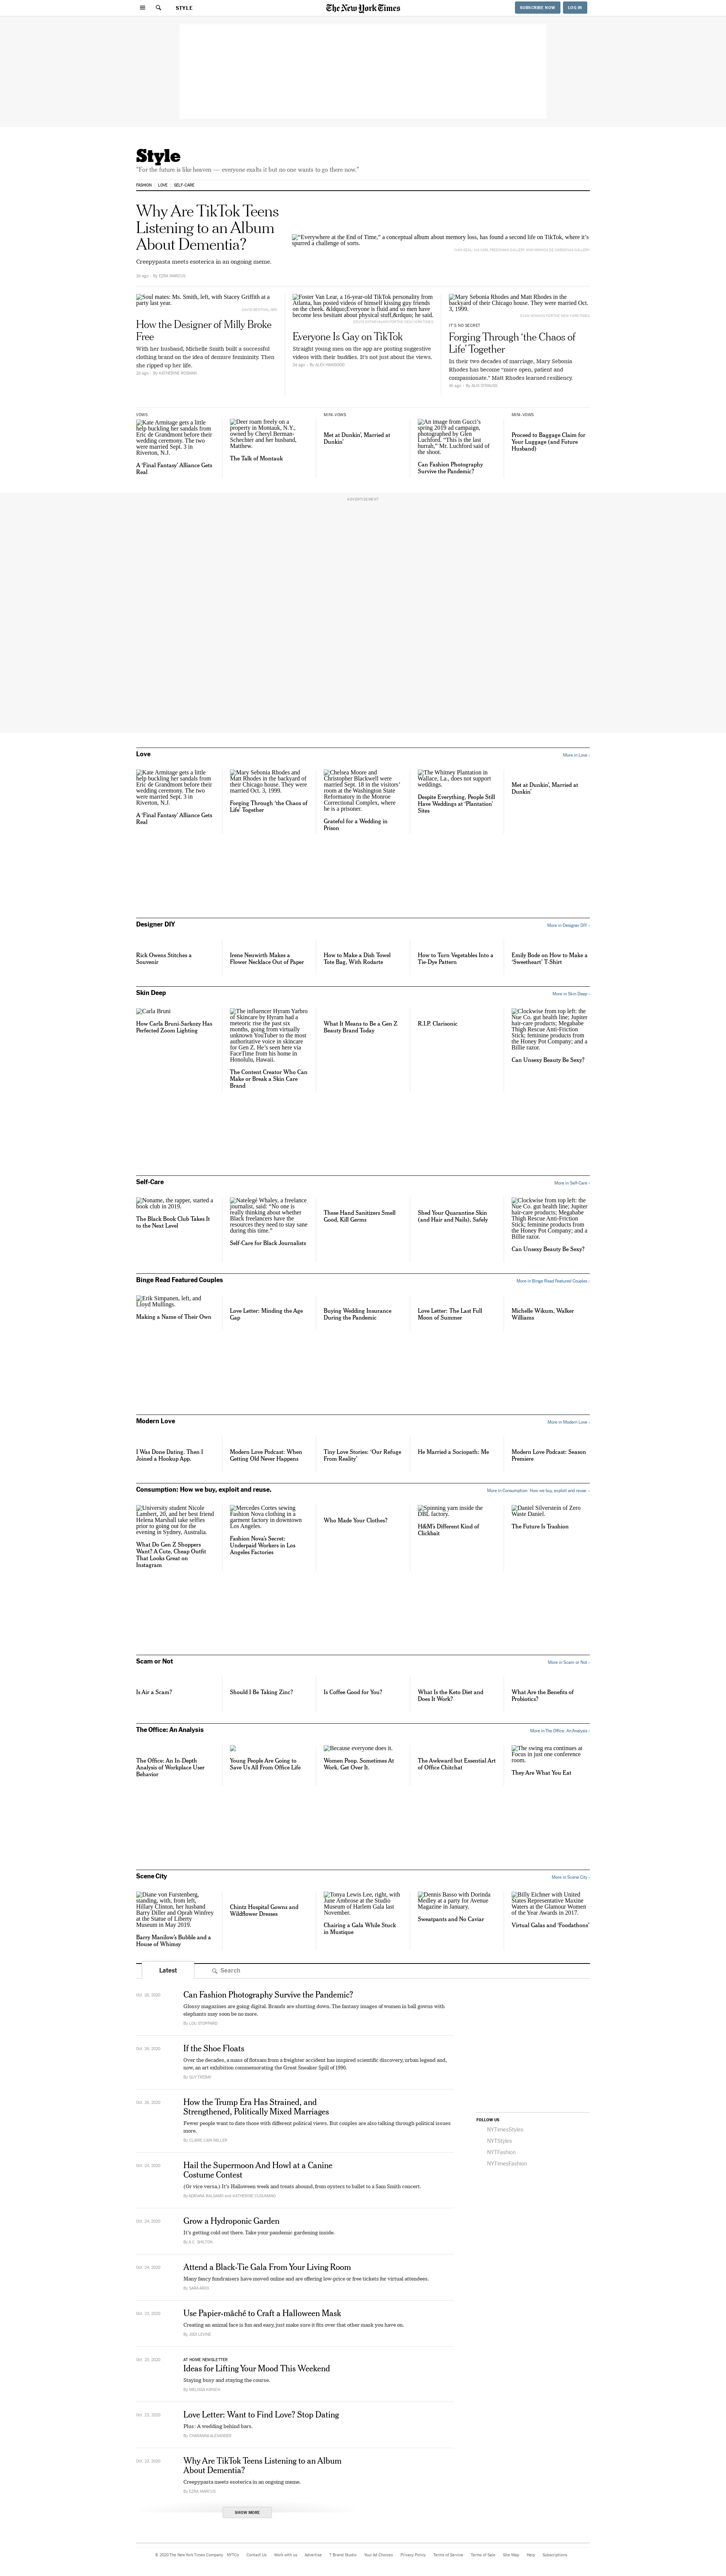 STYLE
The New York Times
SUBSCRIBE NOW
LOG IN
Style
"For the future is like heaven — everyone exalts it but no one wants to go there now."
FASHION
LOVE
SELF-CARE
Why Are TikTok Teens
Listening to an Album
About Dementia?
Creepypasta meets esoterica in an ongoing meme.
By EZRA MARCUS
"Everywhere at the End of Time," a conceptual album about memory loss, has found a second life on TikTok, where it's
spurred a challenge of sorts.
Soul mates: Ms. Smith, left, with Stacey Griffith at a
party last year.
How the Designer of Milly Broke
Free
With her husband, Michelle Smith built a successful
clothing brand on the idea of demure femininity. Then
she ripped up her life.
2d ago · By KATHERINE ROSMAN
Foster Van Lear, a 16-year-old TikTok personality from
Atlanta, has posted videos of himself kissing guy friends
on the cheek. &ldquo;Everyone is fluid and so men have
become less hesitant about physical stuff,&rdquo; he said.
Everyone Is Gay on TikTok
Straight young men on the app are posting suggestive
videos with their buddies. It's not just about the views.
2d ago · By ALEX HAWGOOD
Mary Sebonia Rhodes and Matt Rhodes in the
backyard of their Chicago house. They were married Oct.
3, 1999.
IT'S NO SECRET
Forging Through 'the Chaos of
Life' Together
In their two decades of marriage, Mary Sebonia
Rhodes has become "more open, patient and
compassionate." Matt Rhodes learned resiliency.
By ALIX STRAUSS
VOWS
Kate Armitage gets a little
help buckling her sandals from
Eric de Grandmont before their
wedding ceremony. The two
were married Sept. 3 in
Riverton, N.J.
A 'Final Fantasy' Alliance Gets
Real
Deer roam freely on a
property in Montauk, N.Y.,
owned by Cheryl Berman-
Schechter and her husband,
Matthew.
The Talk of Montauk
MINI-VOWS
Met at Dunkin', Married at
Dunkin'
An image from Gucci's
spring 2019 ad campaign,
photographed by Glen
Luchford. "This is the last
hurrah," Mr. Luchford said of
the shoot.
Can Fashion Photography
Survive the Pandemic?
MINI-VOWS
Proceed to Baggage Claim for
Your Luggage (and Future
Husband)
ADVERTISEMENT
Love
More in Love ›
Kate Armitage gets a little
help buckling her sandals from
Eric de Grandmont before their
wedding ceremony. The two
were married Sept. 3 in
Riverton, N.J.
A 'Final Fantasy' Alliance Gets
Real
Mary Sebonia Rhodes and
Matt Rhodes in the backyard of
their Chicago house. They were
married Oct. 3, 1999.
Forging Through 'the Chaos of
Life' Together
Chelsea Moore and
Christopher Blackwell were
married Sept. 18 in the visitors'
room at the Washington State
Reformatory in the Monroe
Correctional Complex, where
he is a prisoner.
Grateful for a Wedding in
Prison
The Whitney Plantation in
Wallace, La., does not support
weddings.
Despite Everything, People Still
Have Weddings at 'Plantation'
Sites
Met at Dunkin', Married at
Dunkin'
Designer DIY
More in Designer DIY ›
Rick Owens Stitches a
Souvenir
Irene Neuwirth Makes a
Flower Necklace Out of Paper
How to Make a Dish Towel
Tote Bag, With Rodarte
How to Turn Vegetables Into a
Tie-Dye Pattern
Emily Bode on How to Make a
'Sweetheart' T-Shirt
Skin Deep
More in Skin Deep ›
Carla Bruni
How Carla Bruni-Sarkozy Has
Perfected Zoom Lighting
The influencer Hyram Yarbro
of Skincare by Hyram had a
meteoric rise the past six
months, going from virtually
unknown YouTuber to the most
authoritative voice in skincare
for Gen Z. He's seen here via
FaceTime from his home in
Honolulu, Hawaii.
The Content Creator Who Can
Make or Break a Skin Care
Brand
What It Means to Be a Gen Z
Beauty Brand Today
R.I.P. Clarisonic
Clockwise from top left: the
Nue Co. gut health line; Jupiter
hair-care products; Megababe
Thigh Rescue Anti-Friction
Stick; feminine products from
the Honey Pot Company; and a
Billie razor.
Can Unsexy Beauty Be Sexy?
Self-Care
More in Self-Care ›
Noname, the rapper, started a
book club in 2019.
The Black Book Club Takes It
to the Next Level
Natelegé Whaley, a freelance
journalist, said: "No one is
really thinking about whether
Black freelancers have the
resources they need to stay sane
during this time."
Self-Care for Black Journalists
These Hand Sanitizers Smell
Good, Kill Germs
Shed Your Quarantine Skin
(and Hair and Nails), Safely
Clockwise from top left: the
Nue Co. gut health line; Jupiter
hair-care products; Megababe
Thigh Rescue Anti-Friction
Stick; feminine products from
the Honey Pot Company; and a
Billie razor.
Can Unsexy Beauty Be Sexy?
Binge Read Featured Couples
More in Binge Read Featured Couples ›
Erik Simpanen, left, and
Lloyd Mullings.
Making a Name of Their Own
Love Letter: Minding the Age
Gap
Buying Wedding Insurance
During the Pandemic
Love Letter: The Last Full
Moon of Summer
Michelle Wikum, Walker
Williams
Modern Love
More in Modern Love ›
I Was Done Dating. Then I
Joined a Hookup App.
Modern Love Podcast: When
Getting Old Never Happens
Tiny Love Stories: 'Our Refuge
From Reality'
He Married a Sociopath: Me
Modern Love Podcast: Season
Premiere
Consumption: How we buy, exploit and reuse.
More in Consumption: How we buy, exploit and reuse. ›
University student Nicole
Lambert, 20, and her best friend
Helena Marshall take selfies
prior to going out for the
evening in Sydney, Australia.
What Do Gen Z Shoppers
Want? A Cute, Cheap Outfit
That Looks Great on
Instagram
Mercedes Cortes sewing
Fashion Nova clothing in a
garment factory in downtown
Los Angeles.
Fashion Nova's Secret:
Underpaid Workers in Los
Angeles Factories
Who Made Your Clothes?
Spinning yarn inside the
DBL factory.
H&M's Different Kind of
Clickbait
Daniel Silverstein of Zero
Waste Daniel.
The Future Is Trashion
Scam or Not
More in Scam or Not ›
Is Air a Scam?
Should I Be Taking Zinc?
Is Coffee Good for You?
What Is the Keto Diet and
Does It Work?
What Are the Benefits of
Probiotics?
The Office: An Analysis
More in The Office: An Analysis ›
The Office: An In-Depth
Analysis of Workplace User
Behavior
Young People Are Going to
Save Us All From Office Life
Because everyone does it.
Women Poop. Sometimes At
Work. Get Over It.
The Awkward but Essential Art
of Office Chitchat
The swing era continues at
Focus in just one conference
room.
They Are What You Eat
Scene City
More in Scene City ›
Diane von Furstenberg,
standing, with, from left,
Hillary Clinton, her husband
Barry Diller and Oprah Winfrey
at the Statue of Liberty
Museum in May 2019.
Barry Manilow's Bubble and a
House of Whimsy
Chintz Hospital Gowns and
Wildflower Dresses
Tonya Lewis Lee, right, with
June Ambrose at the Studio
Museum of Harlem Gala last
November.
Chairing a Gala While Stuck
in Mustique
Dennis Basso with Dorinda
Medley at a party for Avenue
Magazine in January.
Sweatpants and No Caviar
Billy Eichner with United
States Representative Maxine
Waters at the Glamour Women
of the Year Awards in 2017.
Virtual Galas and 'Foodathons'
Latest
Search
Can Fashion Photography Survive the Pandemic?
Glossy magazines are going digital. Brands are shutting down. The fantasy images of women in ball gowns with
elephants may soon be no more.
By LOU STOPPARD
If the Shoe Floats
Over the decades, a mass of flotsam from a freighter accident has inspired scientific discovery, urban legend and,
now, an art exhibition commemorating the Great Sneaker Spill of 1990.
By GUY TREBAY
How the Trump Era Has Strained, and
Strengthened, Politically Mixed Marriages
Fewer people want to date those with different political views. But couples are also talking through political issues
more.
By CLAIRE CAIN MILLER
FOLLOW US
NYTimesStyles
NYTStyles
NYTFashion
NYTimesFashion
Hail the Supermoon And Howl at a Canine
Costume Contest
(Or vice versa.) It's Halloween week and treats abound, from oysters to ballet to a Sam Smith concert.
By ADRIANA BALSAMO and KATHERINE CUSUMANO
Oct. 24, 2020
Grow a Hydroponic Garden
It's getting cold out there. Take your pandemic gardening inside.
By A.C. SHILTON
Oct. 24, 2020
Attend a Black-Tie Gala From Your Living Room
Many fancy fundraisers have moved online and are offering low-price or free tickets for virtual attendees.
By SARA ARIDI
Use Papier-mâché to Craft a Halloween Mask
Creating an animal face is fun and easy, just make sure it fits over that other mask you have on.
By JODI LEVINE
Oct. 23, 2020
AT HOME NEWSLETTER
Ideas for Lifting Your Mood This Weekend
Staying busy and staying the course.
By MELISSA KIRSCH
Oct. 23, 2020
Love Letter: Want to Find Love? Stop Dating
Plus: A wedding behind bars.
By CHARANNA ALEXANDER
Oct. 23, 2020
Why Are TikTok Teens Listening to an Album
About Dementia?
Creepypasta meets esoterica in an ongoing meme.
By EZRA MARCUS
SHOW MORE
© 2020 The New York Times Company
NYTCo
Contact Us
Work with us
Advertise
T Brand Studio
Your Ad Choices
Privacy Policy
Terms of Service
Terms of Sale
Site Map
Help
Subscriptions